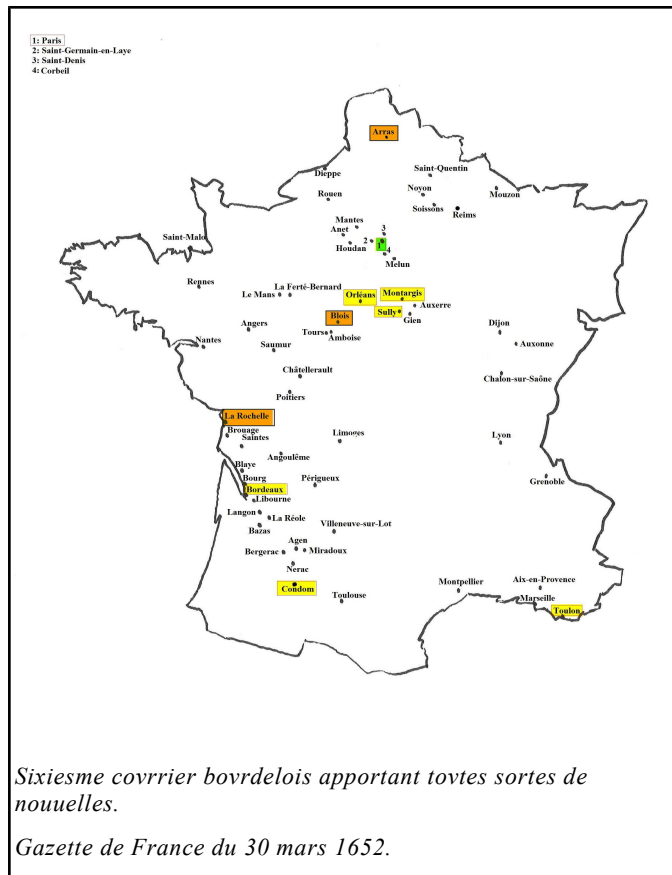 1: Paris
2: Saint-Germain-en-Laye
3: Saint-Denis
4: Corbeil
Arras
Dieppe
Saint-Quentin
Rouen
Noyon
Mouzon
Soissons
Reims
Mantes
Anet
3
Saint-Malo
Houdan
2
1
4
Melun
Rennes
La Ferté-Bernard
Le Mans
Orléans
Montargis
Auxerre
Sully
Gien
Blois
Angers
Tours
Amboise
Dijon
Auxonne
Nantes
Saumur
Châtellerault
Chalon-sur-Saône
Poitiers
La Rochelle
Brouage
Saintes
Limoges
Lyon
Angoulême
Blaye
Bourg
Périgueux
Grenoble
Bordeaux
Libourne
Langon
La Réole
Bazas
Villeneuve-sur-Lot
Agen
Bergerac
Miradoux
Nerac
Condom
Toulouse
Montpellier
Aix-en-Provence
Marseille
Toulon
Sixiesme covrrier bovrdelois apportant tovtes sortes de
nouuelles.
Gazette de France du 30 mars 1652.